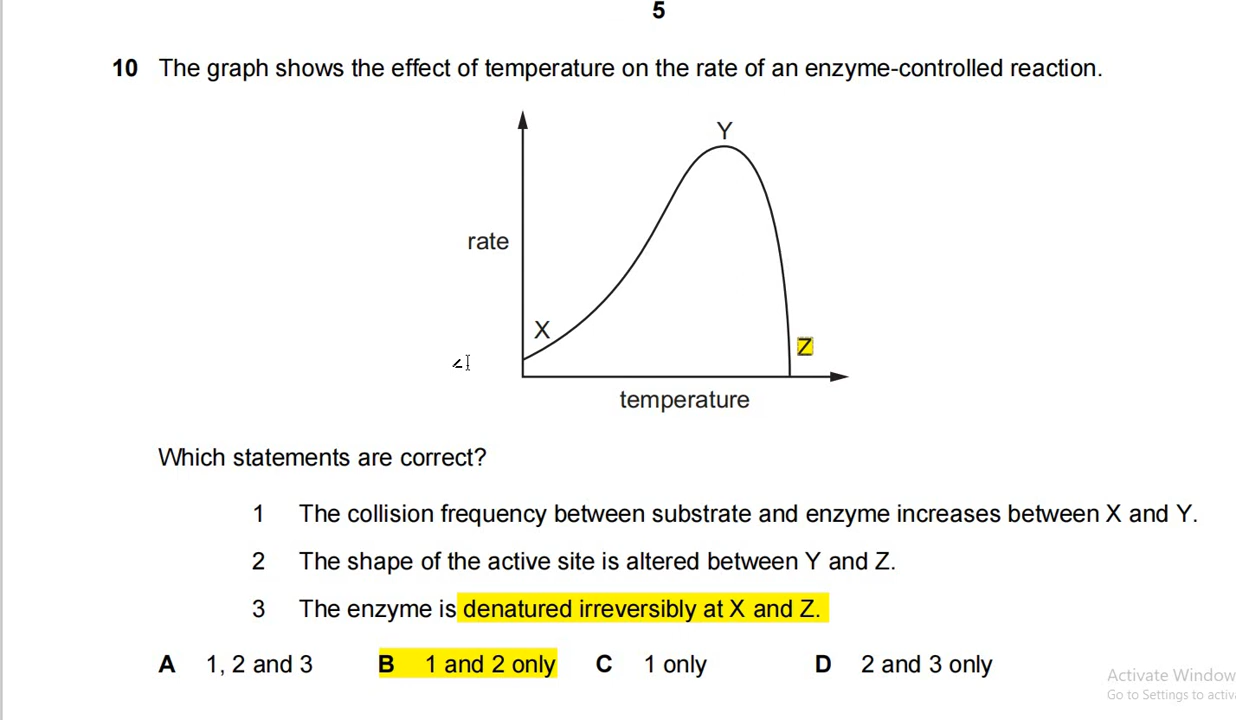 5
10 The graph shows the effect of temperature on the rate of an enzyme-controlled reaction.
Y
rate
X
Z
temperature
Which statements are correct?
1 The collision frequency between substrate and enzyme increases between X and Y.
2 The shape of the active site is altered between Y and Z.
3 The enzyme is denatured irreversibly at X and Z.
A 1, 2 and 3 B 1 and 2 only C 1 only D 2 and 3 only
Activate Window
Go to Settings to activ